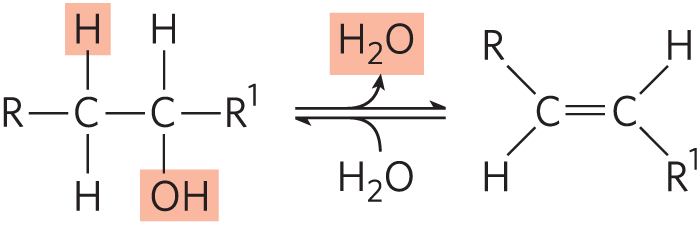 H H
R C C R¹
H OH
H₂O
H₂O
R H
C C
H R¹